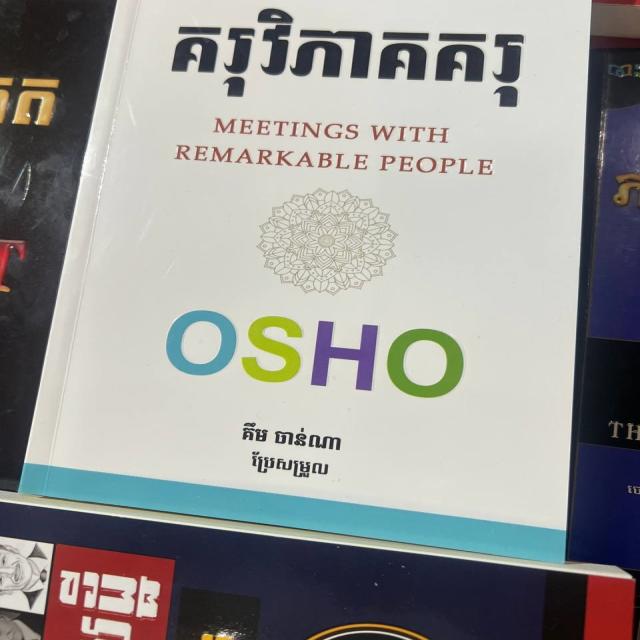 គរុវិភាគគរុ
MEETINGS WITH
REMARKABLE PEOPLE
OSHO
គឹម ចាន់ណា
ប្រែសម្រួល
TH